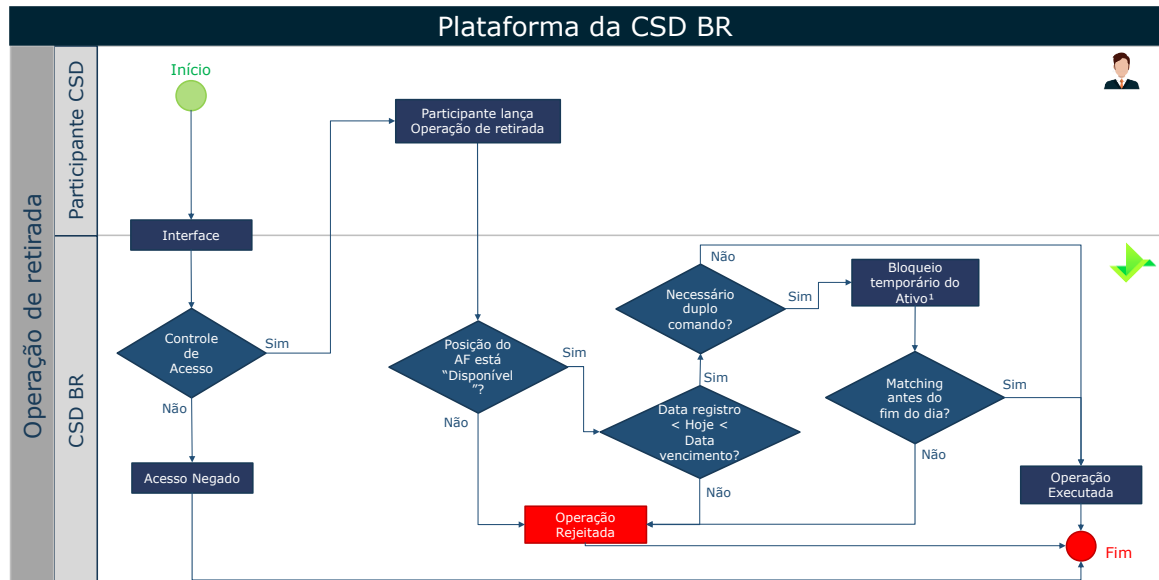 Plataforma da CSD BR
Operação de retirada
Participante CSD
CSD BR
Início
Participante lança
Operação de retirada
Interface
Controle
de
Acesso
Sim
Não
Acesso Negado
Posição do
AF está
“Disponível
”?
Sim
Não
Data registro
< Hoje <
Data
vencimento?
Sim
Não
Necessário
duplo
comando?
Não
Sim
Bloqueio
temporário do
Ativo¹
Matching
antes do
fim do dia?
Sim
Não
Operação
Rejeitada
Operação
Executada
Fim